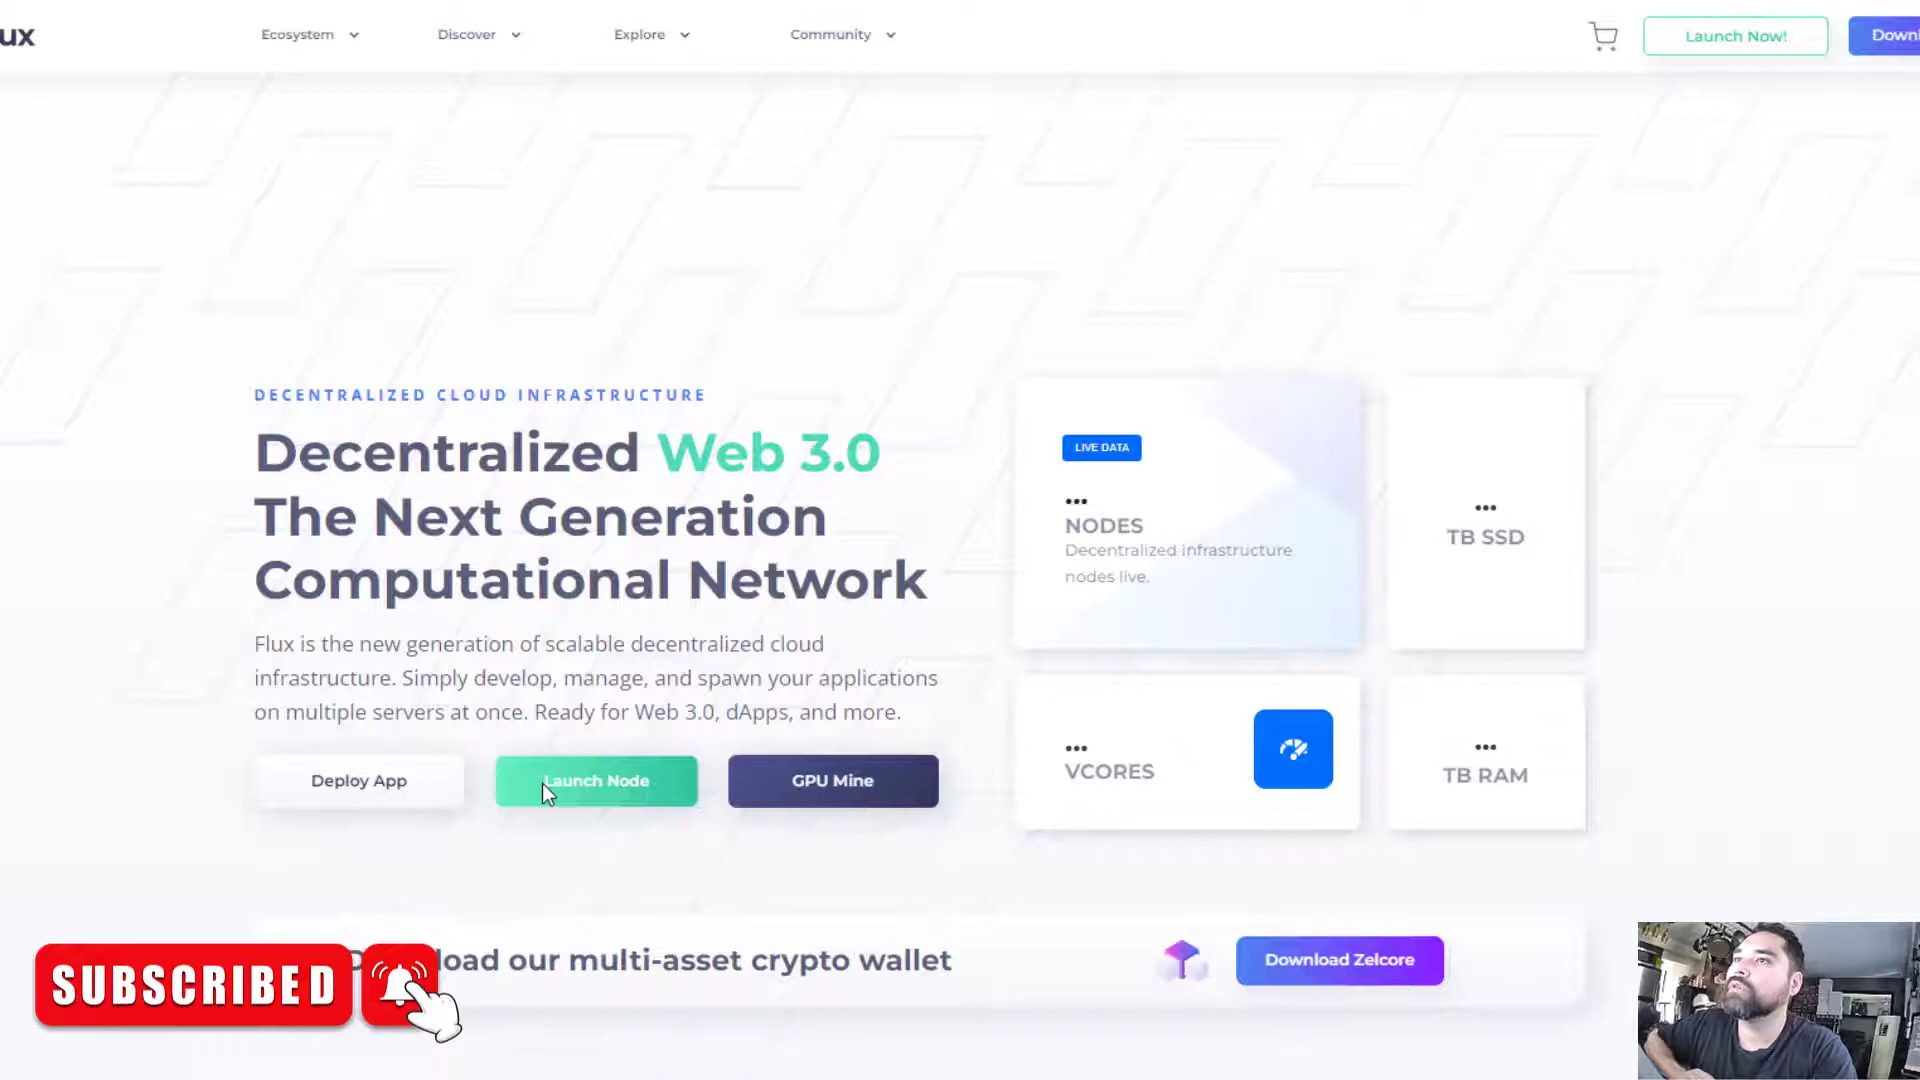 ux
Ecosystem
Discover
Explore
Community
Launch Now!
Downl
DECENTRALIZED CLOUD INFRASTRUCTURE
Decentralized Web 3.0
The Next Generation
Computational Network
Flux is the new generation of scalable decentralized cloud
infrastructure. Simply develop, manage, and spawn your applications
on multiple servers at once. Ready for Web 3.0, dApps, and more.
Deploy App
Launch Node
GPU Mine
LIVE DATA
...
NODES
Decentralized infrastructure
nodes live.
...
TB SSD
...
VCORES
...
TB RAM
load our multi-asset crypto wallet
Download Zelcore
SUBSCRIBED